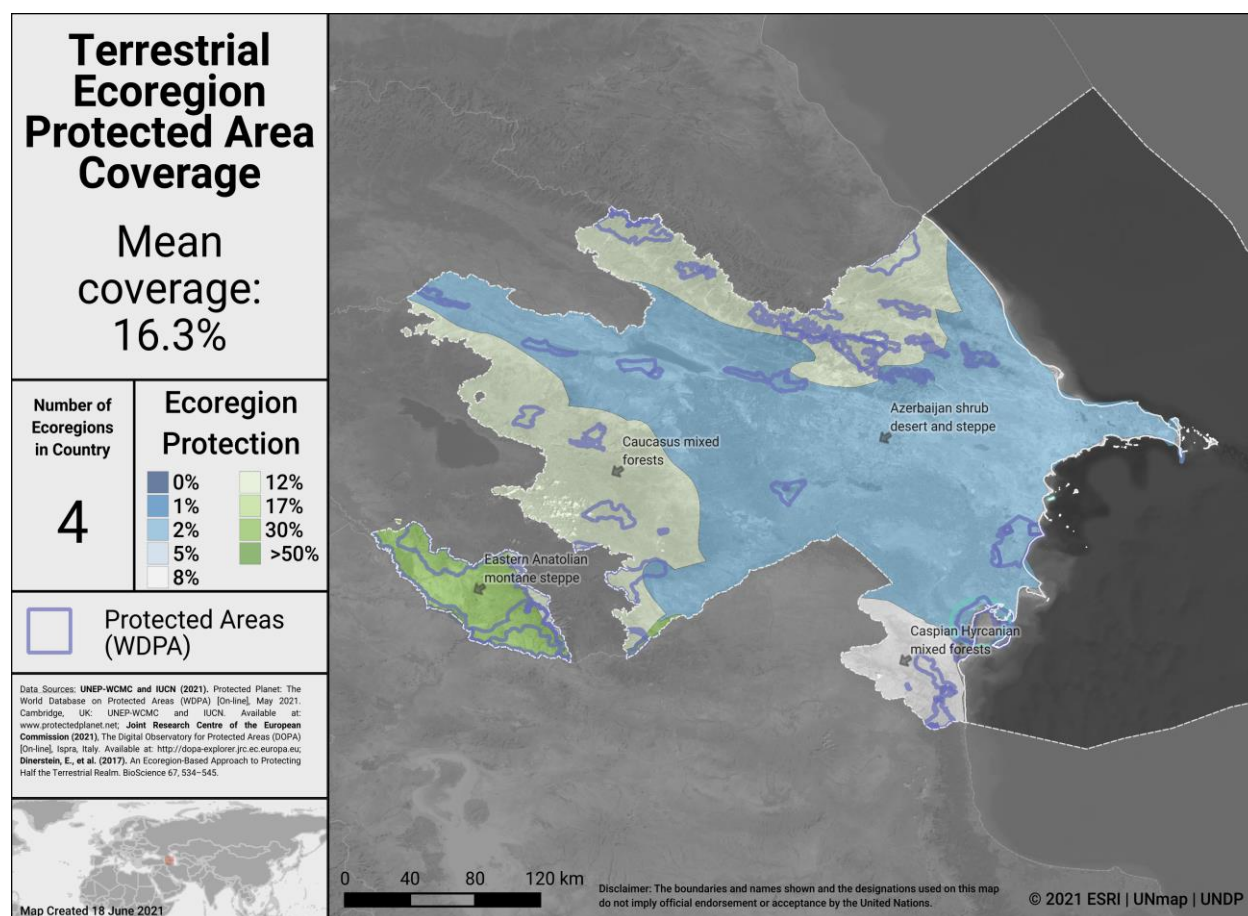 Terrestrial
Ecoregion
Protected Area
Coverage
Mean
coverage:
16.3%
Number of
Ecoregions
in Country
4
Ecoregion
Protection
0%
1%
2%
5%
8%
12%
17%
30%
>50%
Protected Areas
(WDPA)
Data Sources: UNEP-WCMC and IUCN (2021). Protected Planet: The
World Database on Protected Areas (WDPA) [On-line], May 2021.
Cambridge, UK: UNEP-WCMC and IUCN. Available at:
www.protectedplanet.net; Joint Research Centre of the European
Commission (2021), The Digital Observatory for Protected Areas (DOPA)
[On-line], Ispra, Italy. Available at: http://dopa-explorer.jrc.ec.europa.eu;
Dinerstein, E., et al. (2017). An Ecoregion-Based Approach to Protecting
Half the Terrestrial Realm. BioScience 67, 534–545.
Map Created 18 June 2021
Azerbaijan shrub
desert and steppe
Caucasus mixed
forests
Eastern Anatolian
montane steppe
Caspian Hyrcanian
mixed forests
0 40 80 120 km
Disclaimer: The boundaries and names shown and the designations used on this map
do not imply official endorsement or acceptance by the United Nations.
© 2021 ESRI | UNmap | UNDP